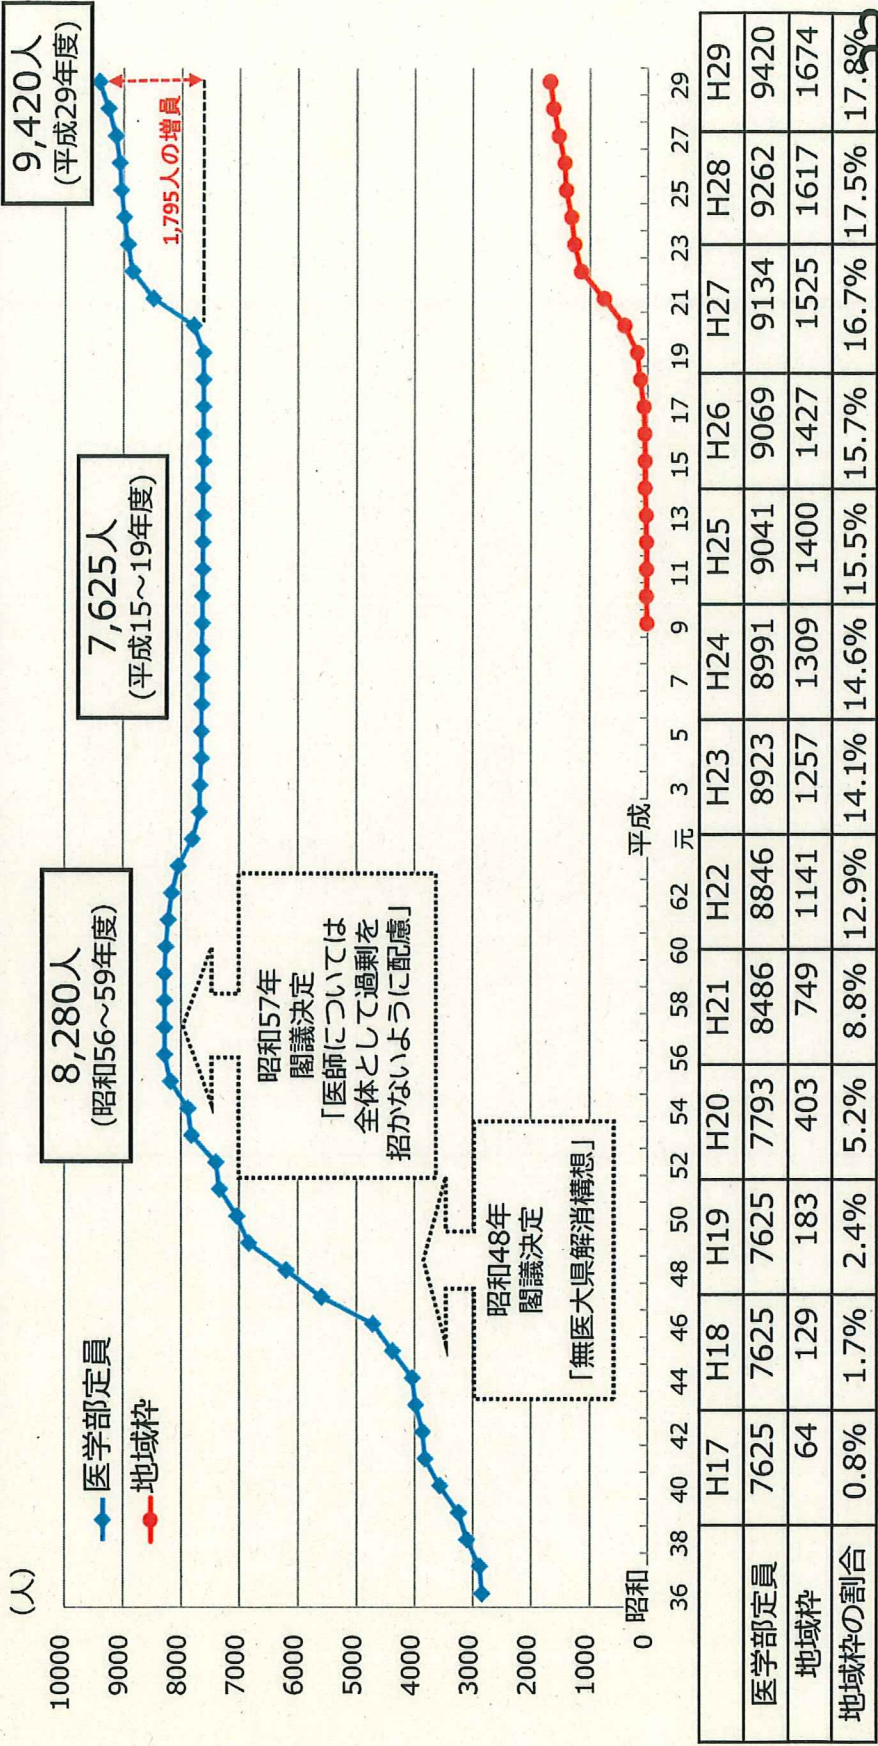 (人)
10000
9000
8000
7000
6000
5000
4000
3000
2000
1000
0
医学部定員
地域枠
8,280人
(昭和56～59年度)
7,625人
(平成15～19年度)
9,420人
(平成29年度)
1,795人の増員
昭和57年
閣議決定
「医師については
全体として過剰を
招かないように配慮」
昭和48年
閣議決定
「無医大県解消構想」
昭和 平成
36 38 40 42 44 46 48 50 52 54 56 58 60 62 元 3 5 7 9 11 13 15 17 19 21 23 25 27 29
H17 H18 H19 H20 H21 H22 H23 H24 H25 H26 H27 H28 H29
医学部定員 7625 7625 7625 7793 8486 8846 8923 8991 9041 9069 9134 9262 9420
地域枠 64 129 183 403 749 1141 1257 1309 1400 1427 1525 1617 1674
地域枠の割合 0.8% 1.7% 2.4% 5.2% 8.8% 12.9% 14.1% 14.6% 15.5% 15.7% 16.7% 17.5% 17.8%